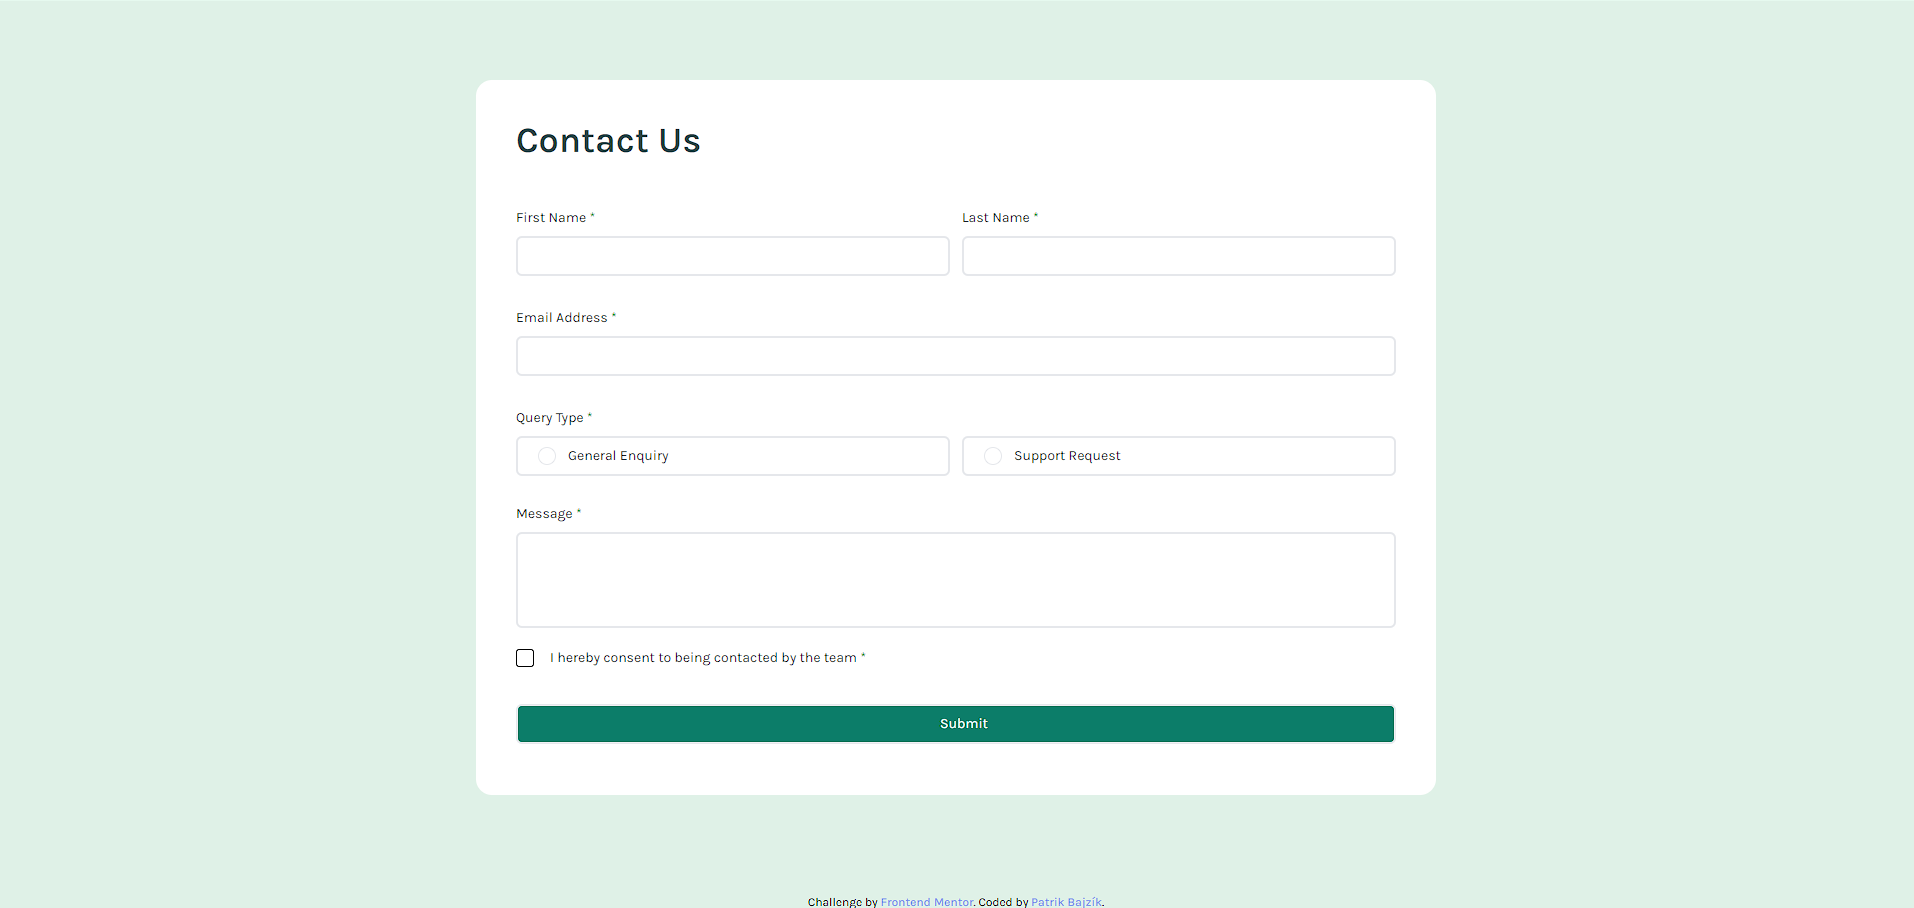 Contact Us
First Name * Last Name *
Email Address *
Query Type *
General Enquiry Support Request
Message *
I hereby consent to being contacted by the team *
Submit
Challenge by Frontend Mentor. Coded by Patrik Bajzík.